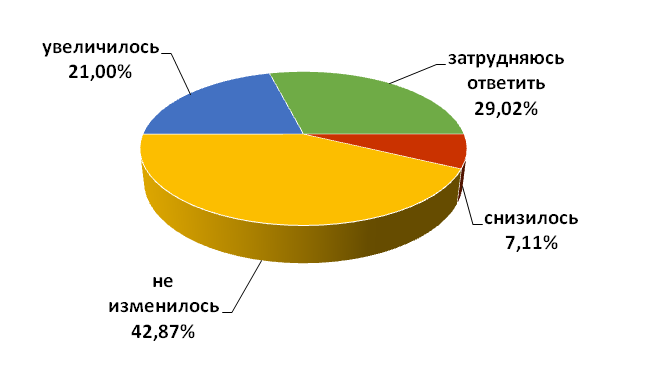 увеличилось
21,00%
затрудняюсь
ответить
29,02%
снизилось
7,11%
не
изменилось
42,87%